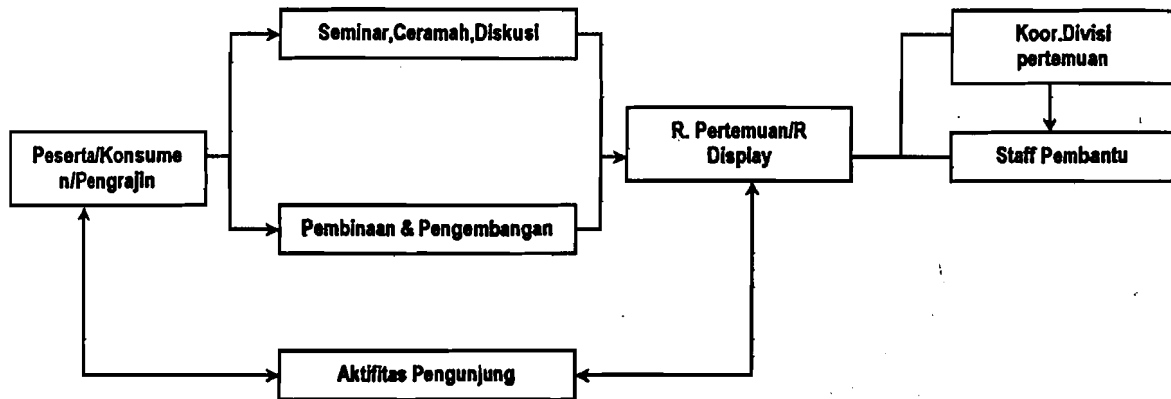 Seminar,Ceramah,Diskusi
Koor.Divisi
pertemuan
Peserta/Konsume
n/Pengrajin
R. Pertemuan/R
Display
Staff Pembantu
Pembinaan & Pengembangan
Aktifitas Pengunjung